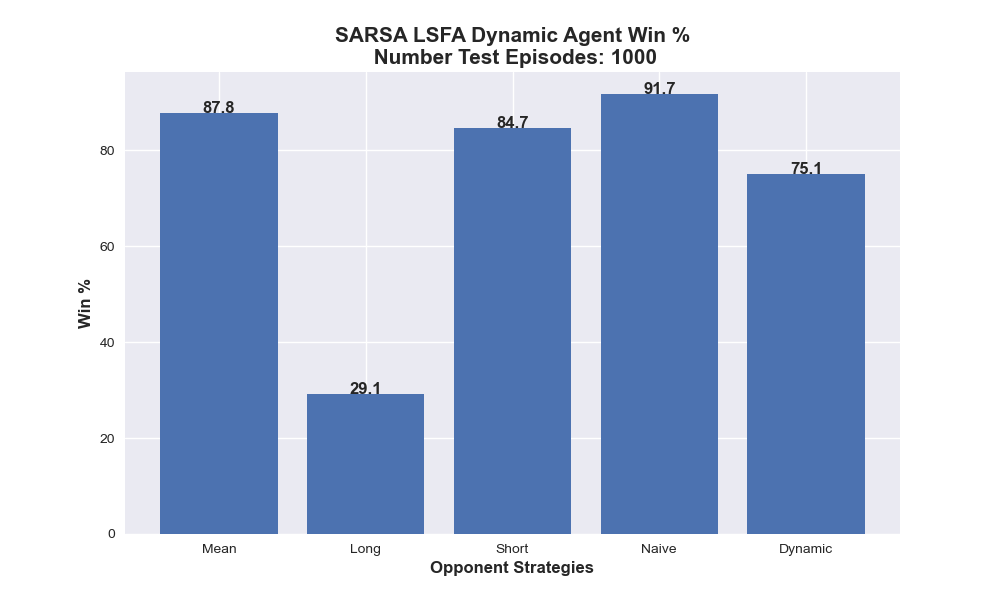 SARSA LSFA Dynamic Agent Win %
Number Test Episodes: 1000
87.8
29.1
84.7
91.7
75.1
80
60
40
20
0
Win %
Mean Long Short Naive Dynamic
Opponent Strategies